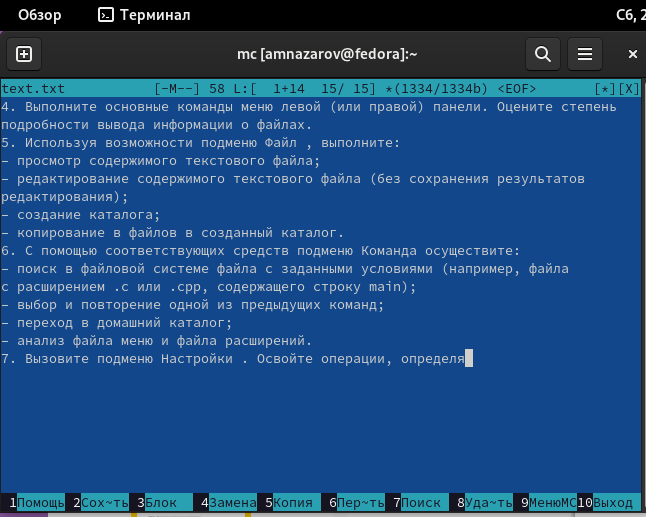 Обзор Терминал Сб, 2
mc [amnazarov@fedora]:~
text.txt [-M--] 58 L:[ 1+14 15/ 15] *(1334/1334b) <EOF> [*][X]
4. Выполните основные команды меню левой (или правой) панели. Оцените степень
подробности вывода информации о файлах.
5. Используя возможности подменю Файл , выполните:
– просмотр содержимого текстового файла;
– редактирование содержимого текстового файла (без сохранения результатов
редактирования);
– создание каталога;
– копирование в файлов в созданный каталог.
6. С помощью соответствующих средств подменю Команда осуществите:
– поиск в файловой системе файла с заданными условиями (например, файла
с расширением .c или .cpp, содержащего строку main);
– выбор и повторение одной из предыдущих команд;
– переход в домашний каталог;
– анализ файла меню и файла расширений.
7. Вызовите подменю Настройки . Освойте операции, определя
1Помощь 2Сох~ть 3Блок 4Замена 5Копия 6Пер~ть 7Поиск 8Уда~ть 9МенюMC 10Выход